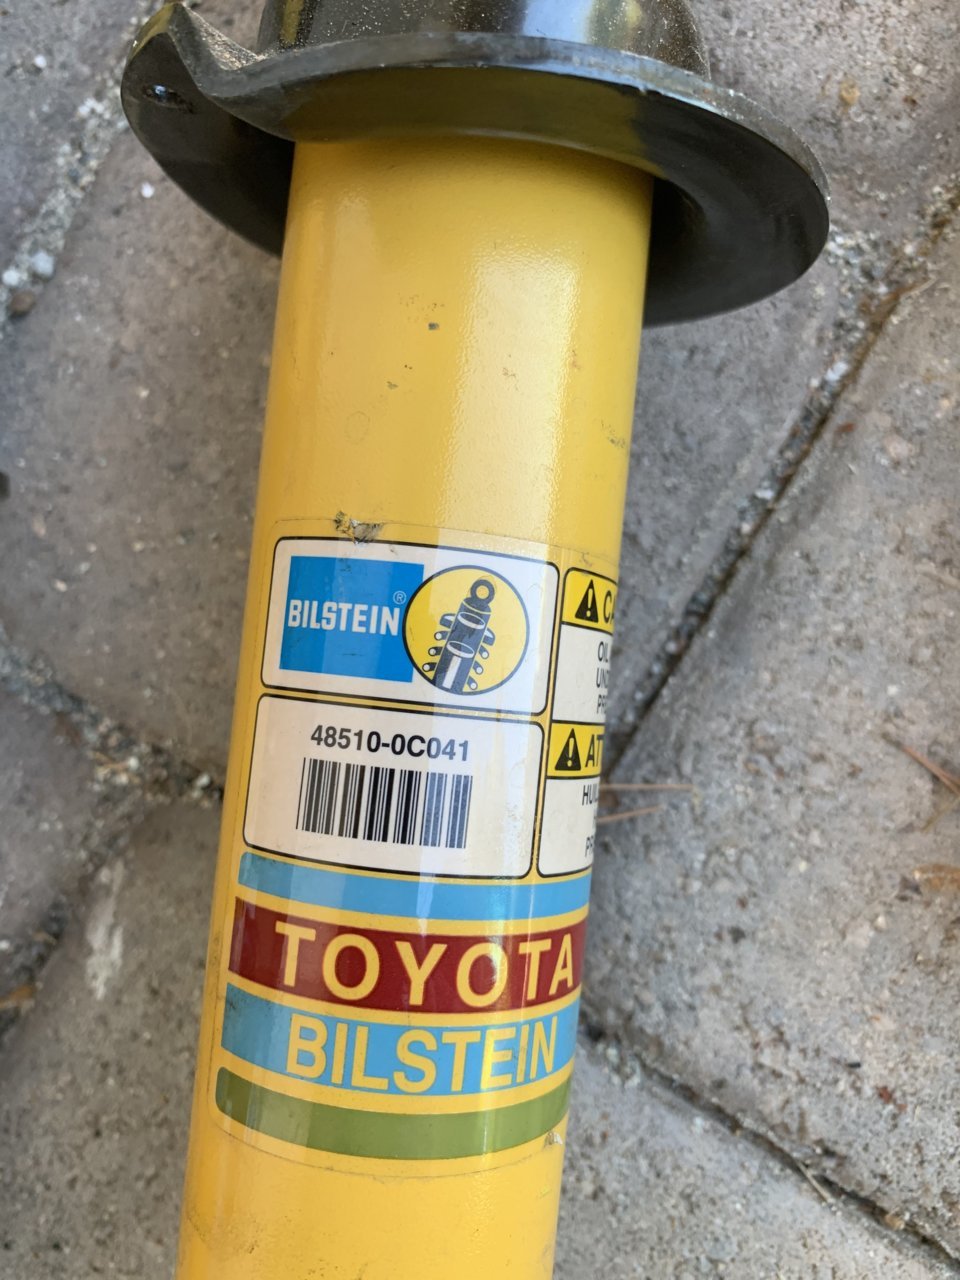 BILSTEIN®
48510-0C041
TOYOTA
BILSTEIN